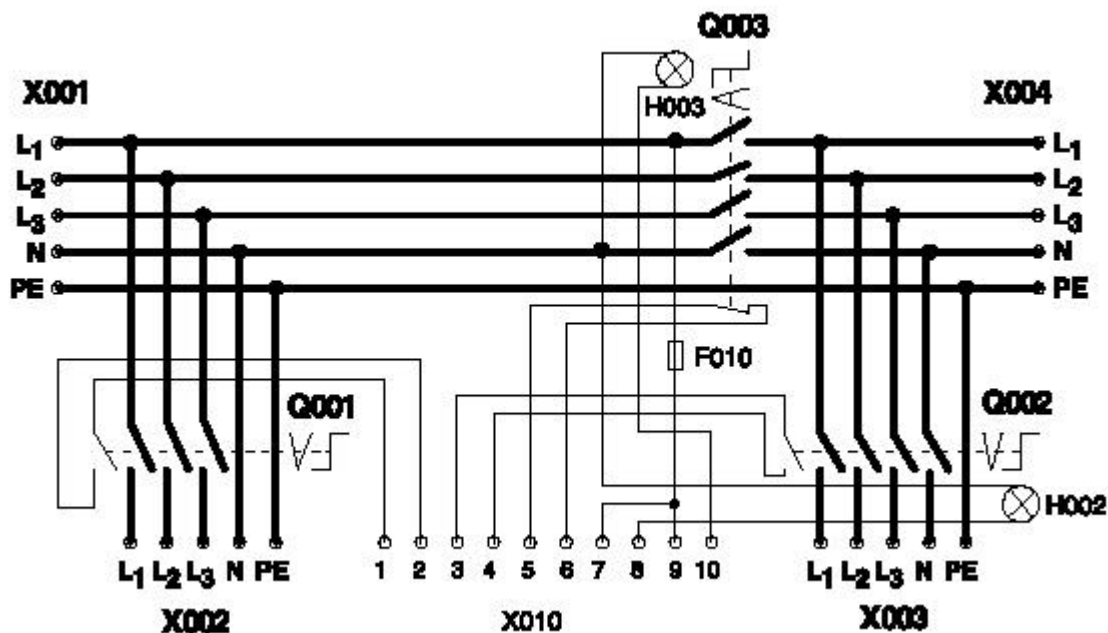 Q003
X001
H003
X004
L1 L1
L2 L2
L3 L3
N N
PE PE
F010
Q001
Q002
H002
L1 L2 L3 N PE 1 2 3 4 5 6 7 8 9 10 L1 L2 L3 N PE
X002 X010 X003